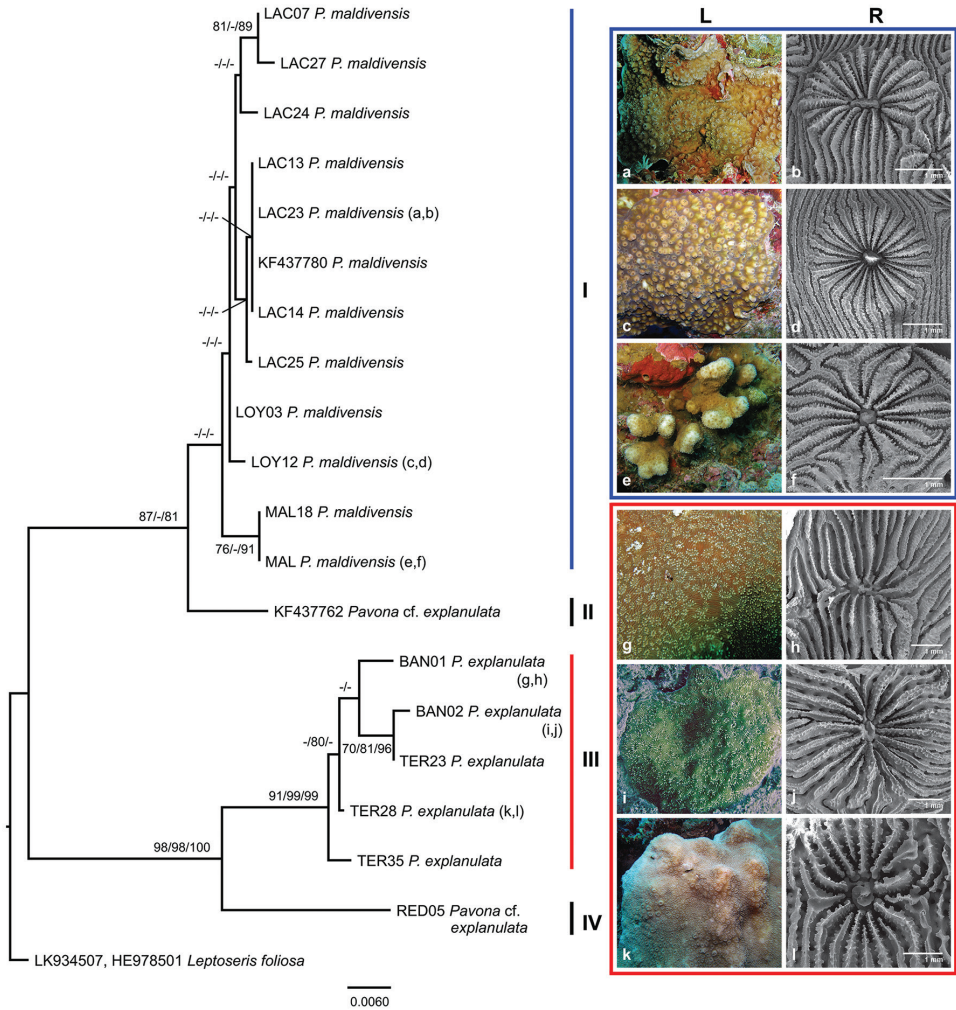 L R
81/-/89
LAC07 P. maldivensis
-/-/-
LAC27 P. maldivensis
LAC24 P. maldivensis
LAC13 P. maldivensis
-/-/-
LAC23 P. maldivensis (a,b)
-/-/-
KF437780 P. maldivensis
-/-/-
LAC14 P. maldivensis
-/-/-
LAC25 P. maldivensis
LOY03 P. maldivensis
-/-/-
LOY12 P. maldivensis (c,d)
87/-/81
MAL18 P. maldivensis
76/-/91
MAL P. maldivensis (e,f)
KF437762 Pavona cf. explanulata
BAN01 P. explanulata
(g,h)
-/-
BAN02 P. explanulata
(i,j)
-/80/-
70/81/96
TER23 P. explanulata
91/99/99
TER28 P. explanulata (k,l)
98/98/100
TER35 P. explanulata
RED05 Pavona cf.
explanulata
LK934507, HE978501 Leptoseris foliosa
0.0060
I
II
III
IV
a
b
1 mm
c
d
1 mm
e
f
1 mm
g
h
1 mm
i
j
1 mm
k
l
1 mm